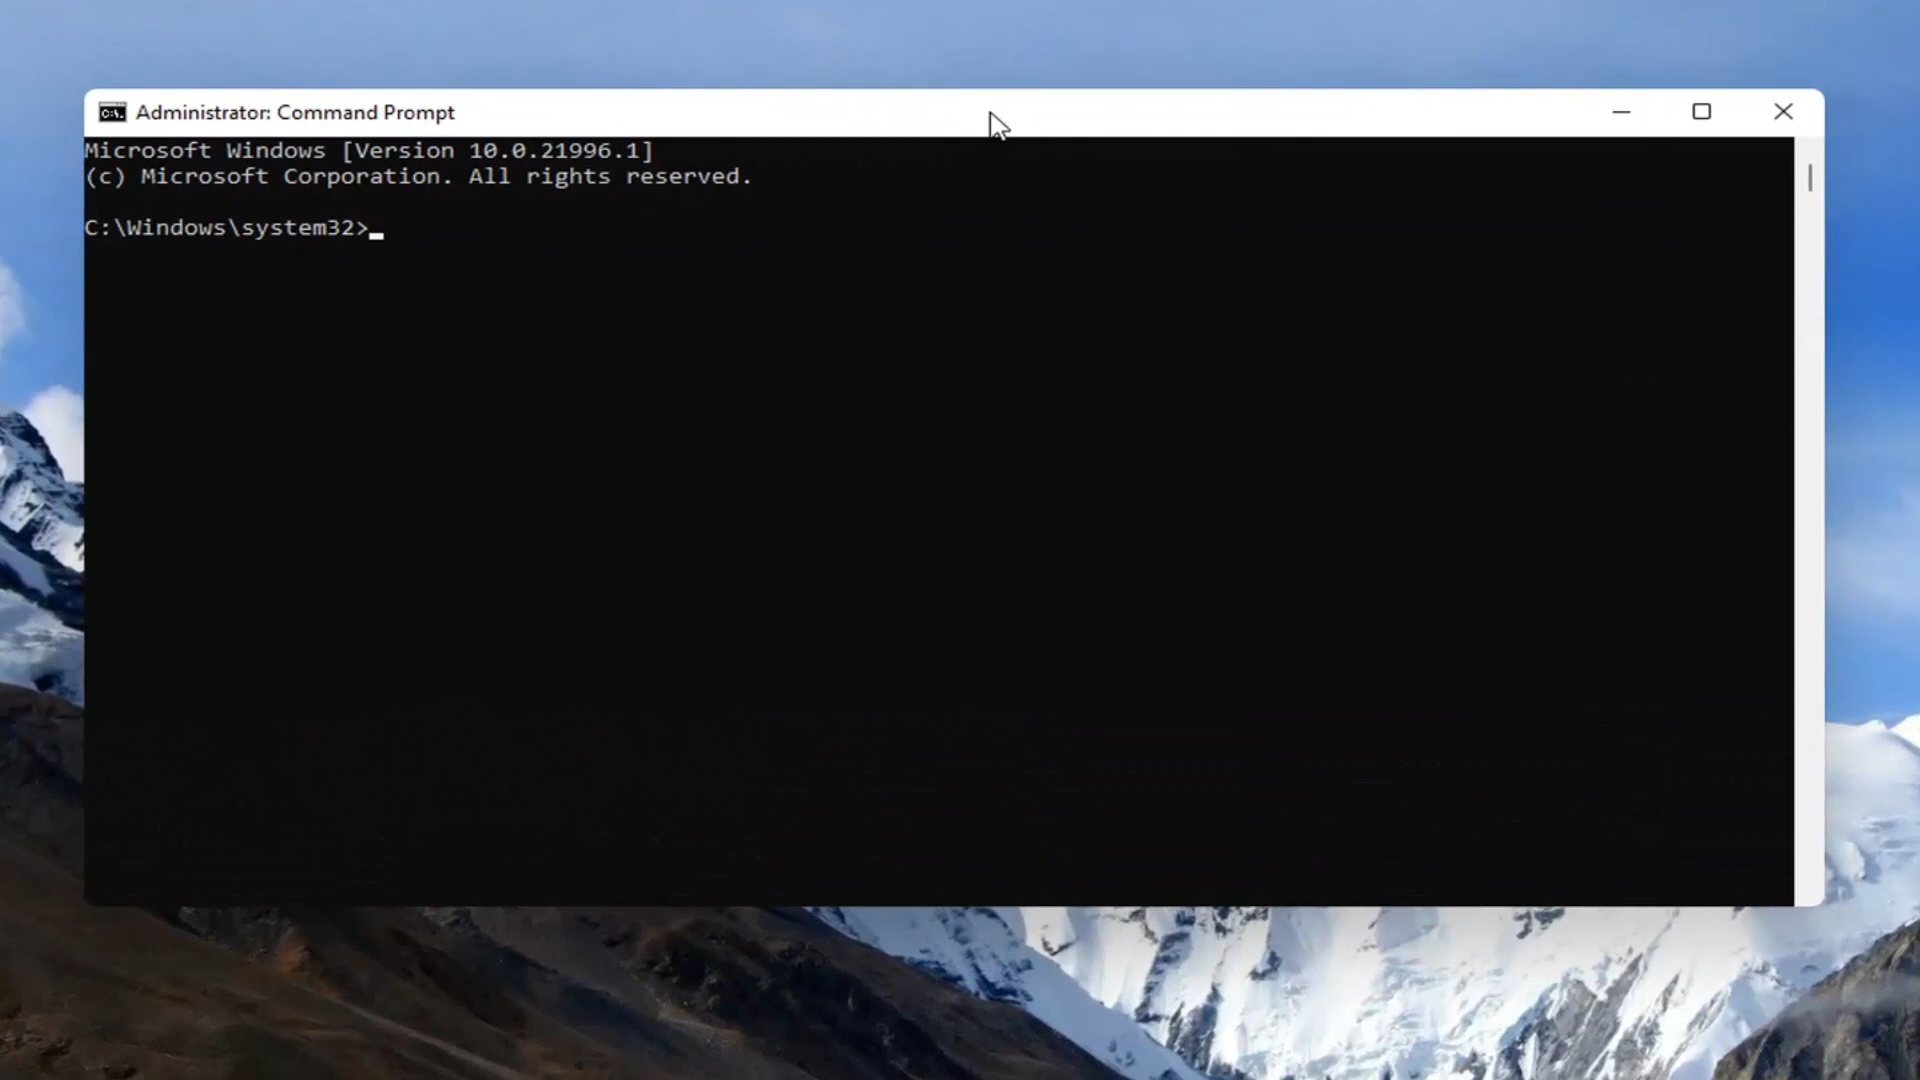 Administrator: Command Prompt
Microsoft Windows [Version 10.0.21996.1]
(c) Microsoft Corporation. All rights reserved.
C:\Windows\system32>